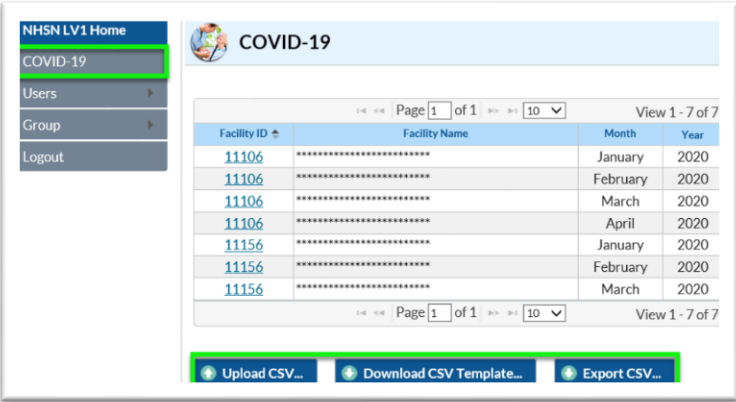 NHSN LV1 Home
COVID-19
Users
Group
Logout
COVID-19
Page 1 of 1 10 View 1 - 7 of 7
Facility ID Facility Name Month Year
11106 ************************* January 2020
11106 ************************* February 2020
11106 ************************* March 2020
11106 ************************* April 2020
11156 ************************* January 2020
11156 ************************* February 2020
11156 ************************* March 2020
Page 1 of 1 10 View 1 - 7 of 7
Upload CSV... Download CSV Template... Export CSV...